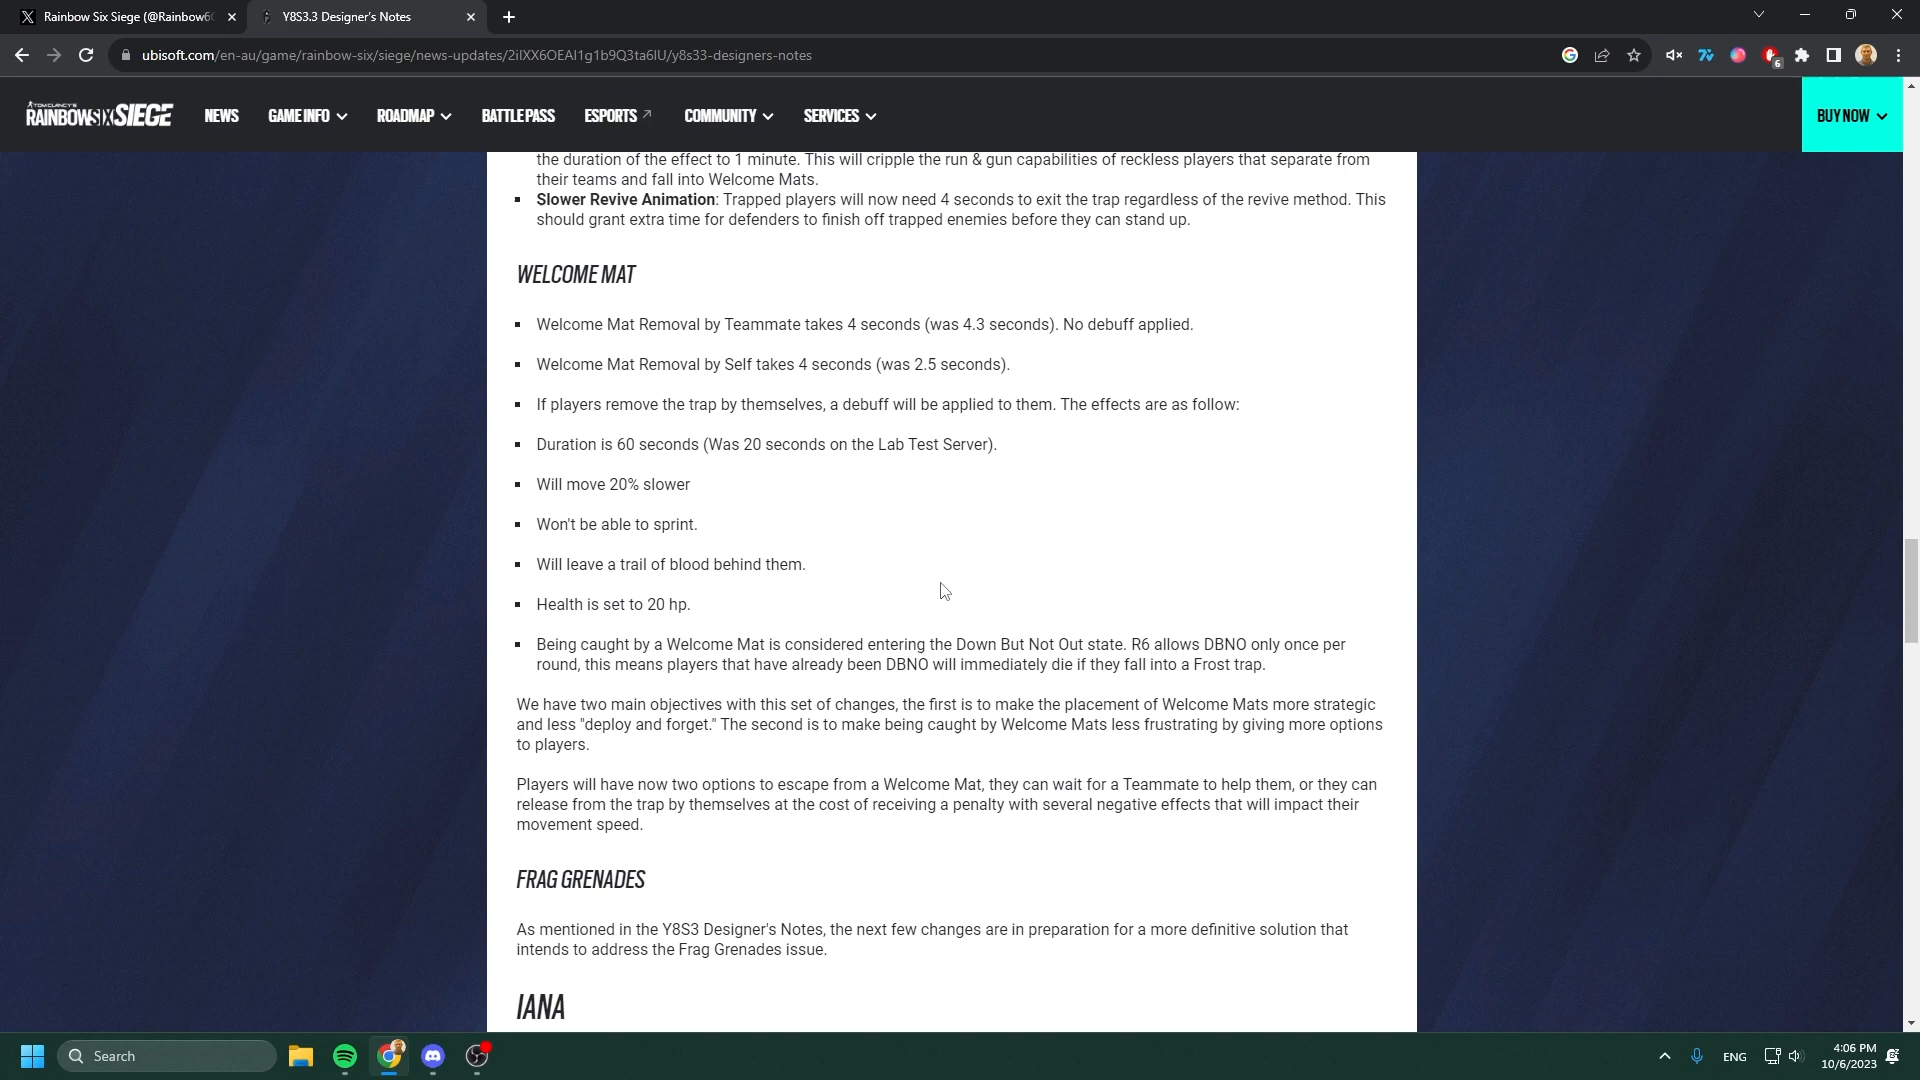 Rainbow Six Siege (@Rainbow6
Y8S3.3 Designer's Notes
ubisoft.com/en-au/game/rainbow-six/siege/news-updates/2iIXX6OEAI1g1b9Q3ta6IU/y8s33-designers-notes
6
TOM CLANCY'S
RAINBOWSIX SIEGE
NEWS
GAME INFO
ROADMAP
BATTLE PASS
ESPORTS
COMMUNITY
SERVICES
BUY NOW
the duration of the effect to 1 minute. This will cripple the run & gun capabilities of reckless players that separate from
their teams and fall into Welcome Mats.
Slower Revive Animation: Trapped players will now need 4 seconds to exit the trap regardless of the revive method. This
should grant extra time for defenders to finish off trapped enemies before they can stand up.
WELCOME MAT
Welcome Mat Removal by Teammate takes 4 seconds (was 4.3 seconds). No debuff applied.
Welcome Mat Removal by Self takes 4 seconds (was 2.5 seconds).
If players remove the trap by themselves, a debuff will be applied to them. The effects are as follow:
Duration is 60 seconds (Was 20 seconds on the Lab Test Server).
Will move 20% slower
Won't be able to sprint.
Will leave a trail of blood behind them.
Health is set to 20 hp.
Being caught by a Welcome Mat is considered entering the Down But Not Out state. R6 allows DBNO only once per
round, this means players that have already been DBNO will immediately die if they fall into a Frost trap.
We have two main objectives with this set of changes, the first is to make the placement of Welcome Mats more strategic
and less "deploy and forget." The second is to make being caught by Welcome Mats less frustrating by giving more options
to players.
Players will have now two options to escape from a Welcome Mat, they can wait for a Teammate to help them, or they can
release from the trap by themselves at the cost of receiving a penalty with several negative effects that will impact their
movement speed.
FRAG GRENADES
As mentioned in the Y8S3 Designer's Notes, the next few changes are in preparation for a more definitive solution that
intends to address the Frag Grenades issue.
IANA
Search
ENG
4:06 PM
10/6/2023